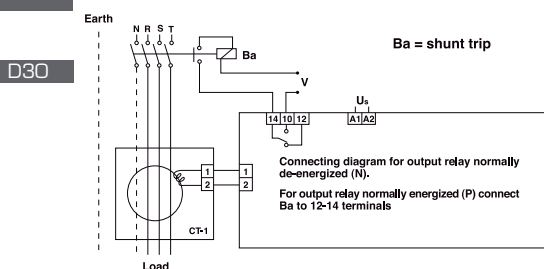 Earth
N R S T
Ba
Ba = shunt trip
D30
V
Us
14 10 12
A1 A2
1 1
2 2
Connecting diagram for output relay normally
de-energized (N).
For output relay normally energized (P) connect
Ba to 12-14 terminals
CT-1
Load